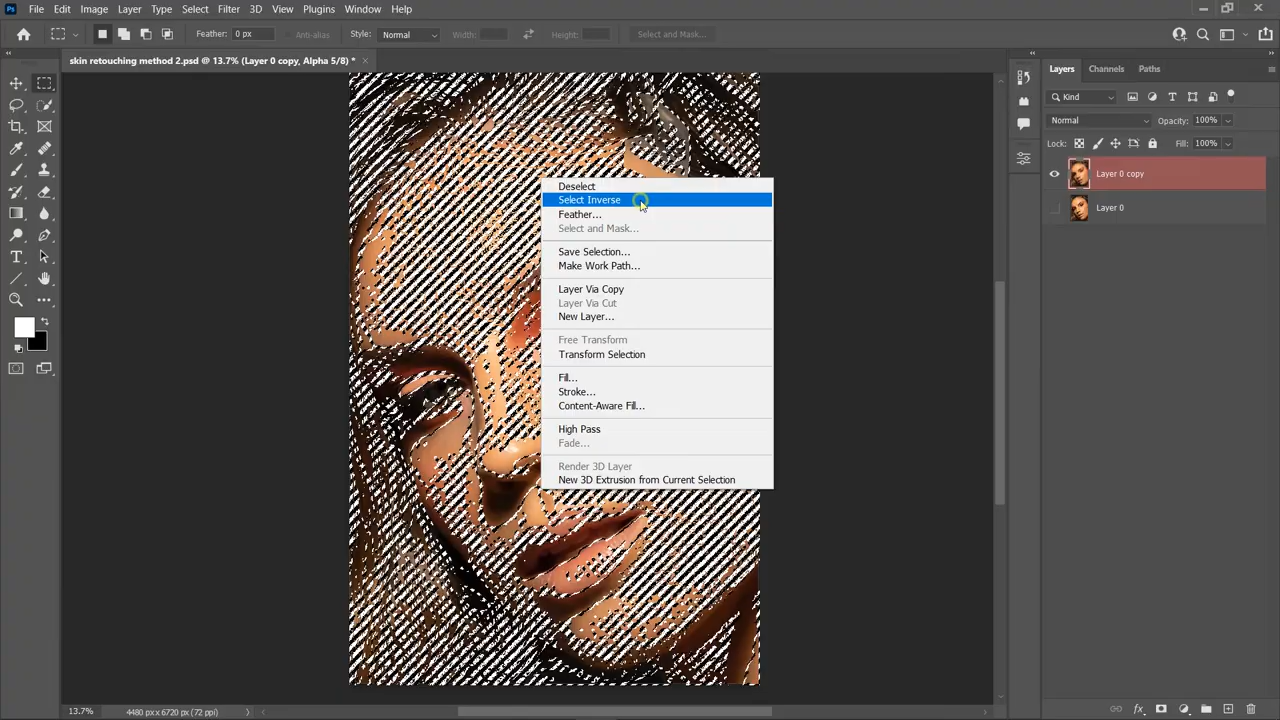 Ps File Edit Image Layer Type Select Filter 3D View Plugins Window Help
Feather: 0 px Anti-alias Style: Normal Width: Height: Select and Mask...
skin retouching method 2.psd @ 13.7% (Layer 0 copy, Alpha 5/8) * ×
Layers Channels Paths
Kind
Normal Opacity: 100%
Lock: Fill: 100%
Layer 0 copy
Layer 0
Deselect
Select Inverse
Feather...
Select and Mask...
Save Selection...
Make Work Path...
Layer Via Copy
Layer Via Cut
New Layer...
Free Transform
Transform Selection
Fill...
Stroke...
Content-Aware Fill...
High Pass
Fade...
Render 3D Layer
New 3D Extrusion from Current Selection
13.7% 4480 px x 6720 px (72 ppi)